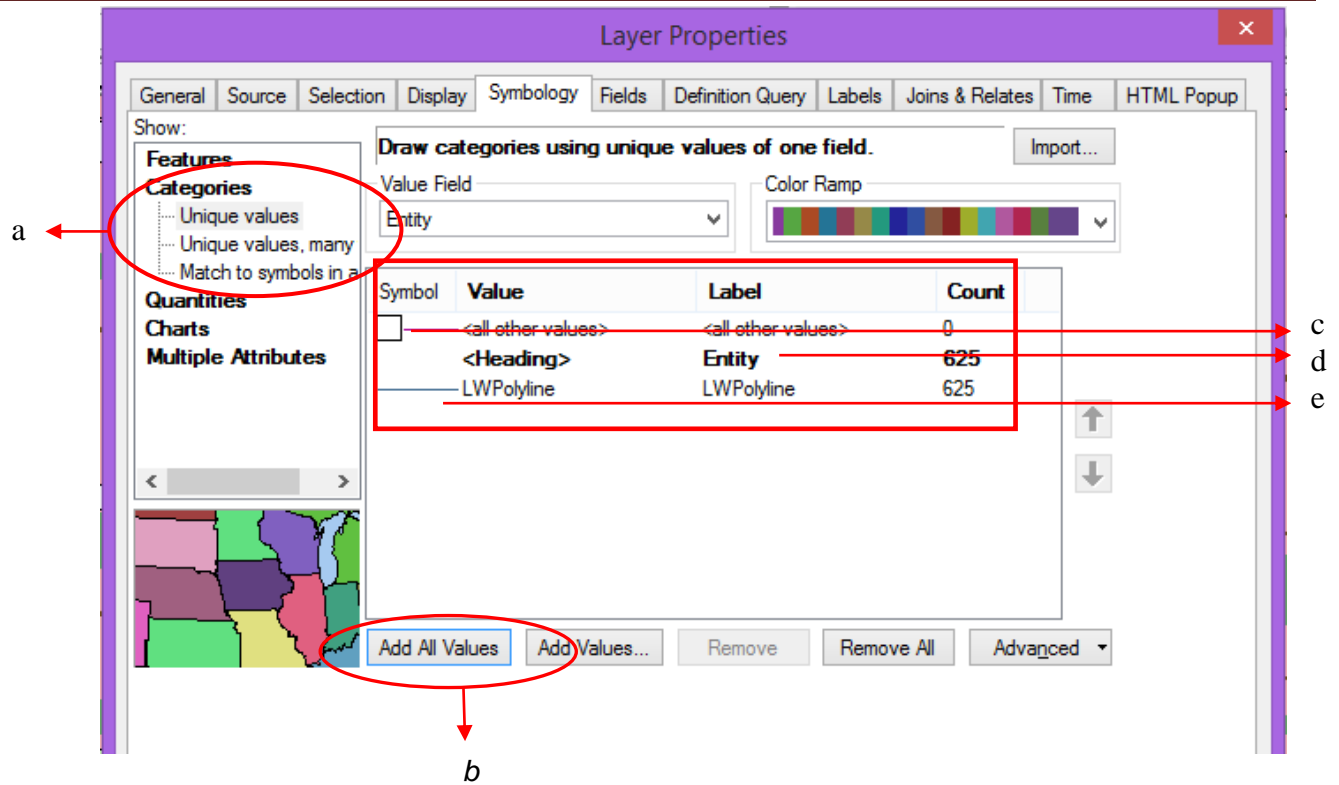 Layer Properties
General Source Selection Display Symbology Fields Definition Query Labels Joins & Relates Time HTML Popup
Show:
Features
Categories
Unique values
Unique values, many
Match to symbols in a
Quantities
Charts
Multiple Attributes
Draw categories using unique values of one field.
Import...
Value Field
Entity
Color Ramp
Symbol Value Label Count
<all other values> <all other values> 0
<Heading> Entity 625
LWPolyline LWPolyline 625
Add All Values Add Values... Remove Remove All Advanced
a
b
c
d
e